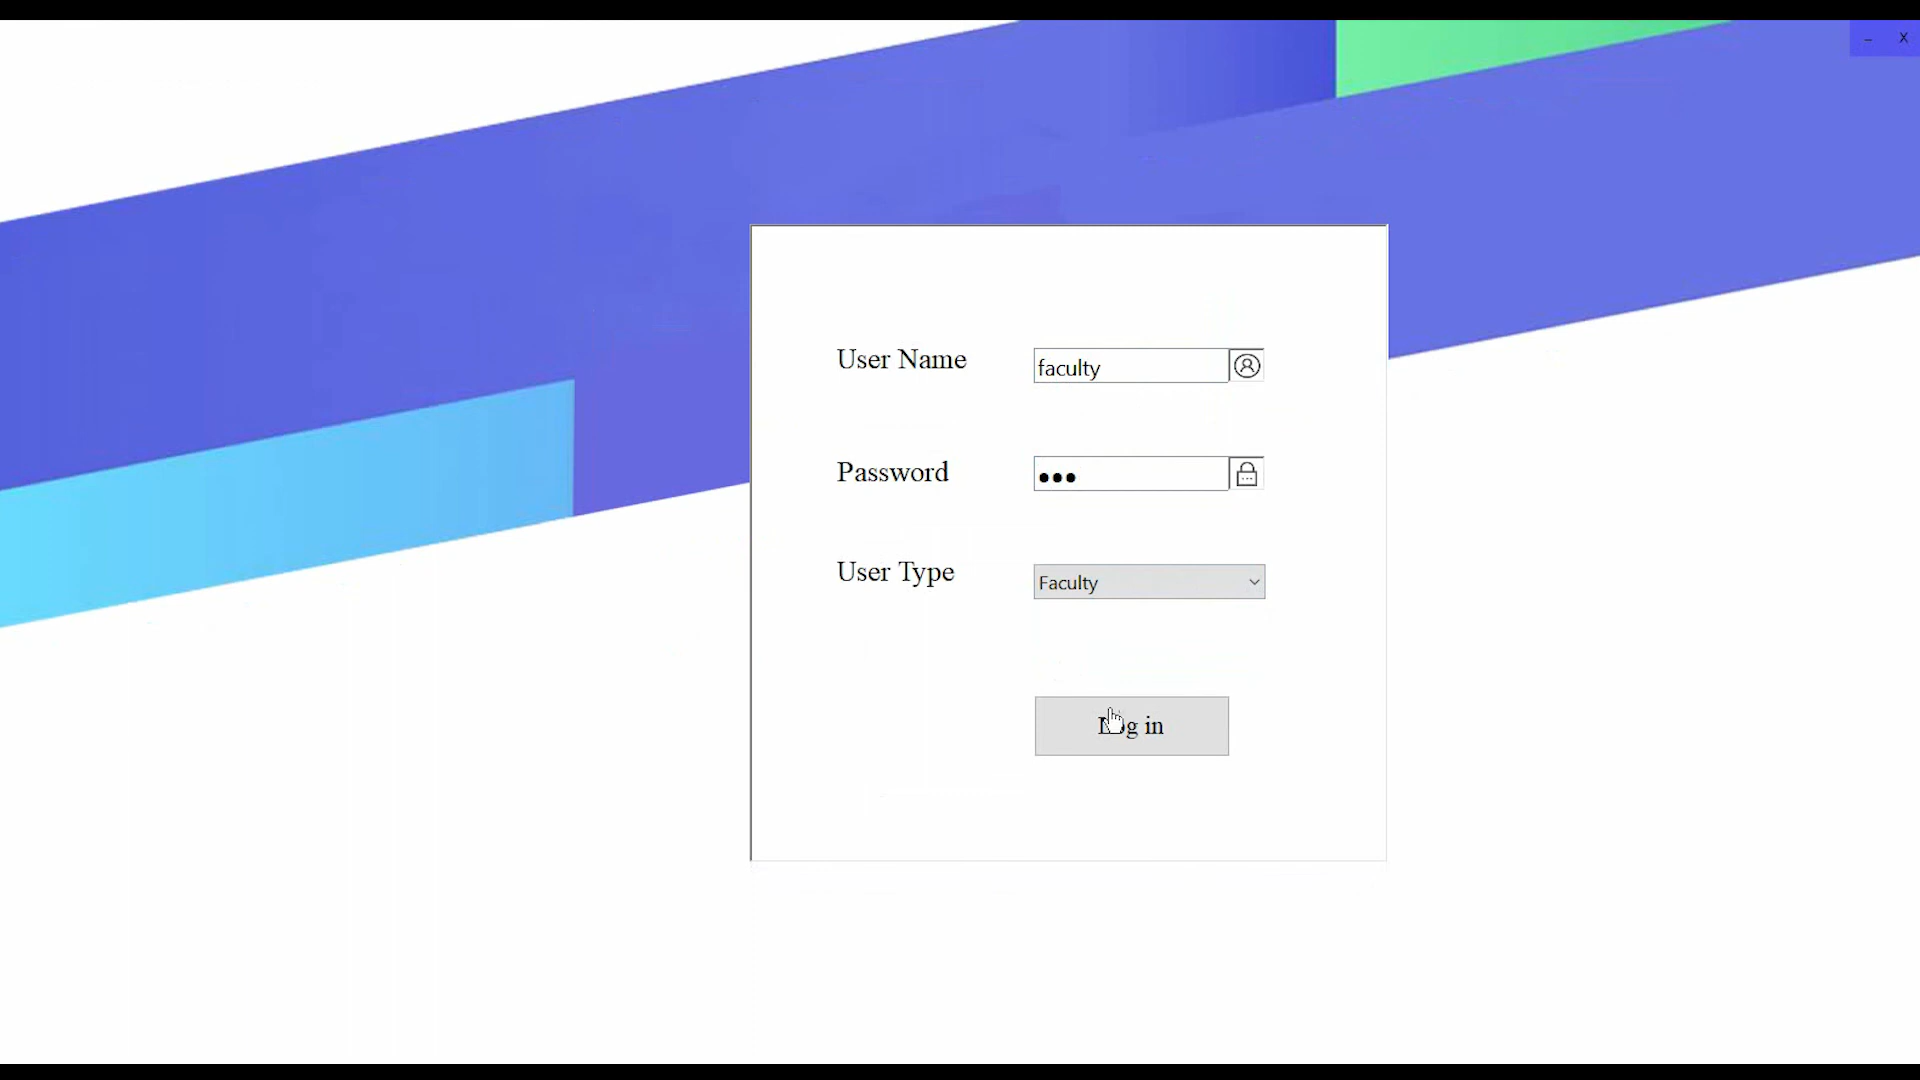 _ X
User Name faculty
Password •••
User Type Faculty
Log in